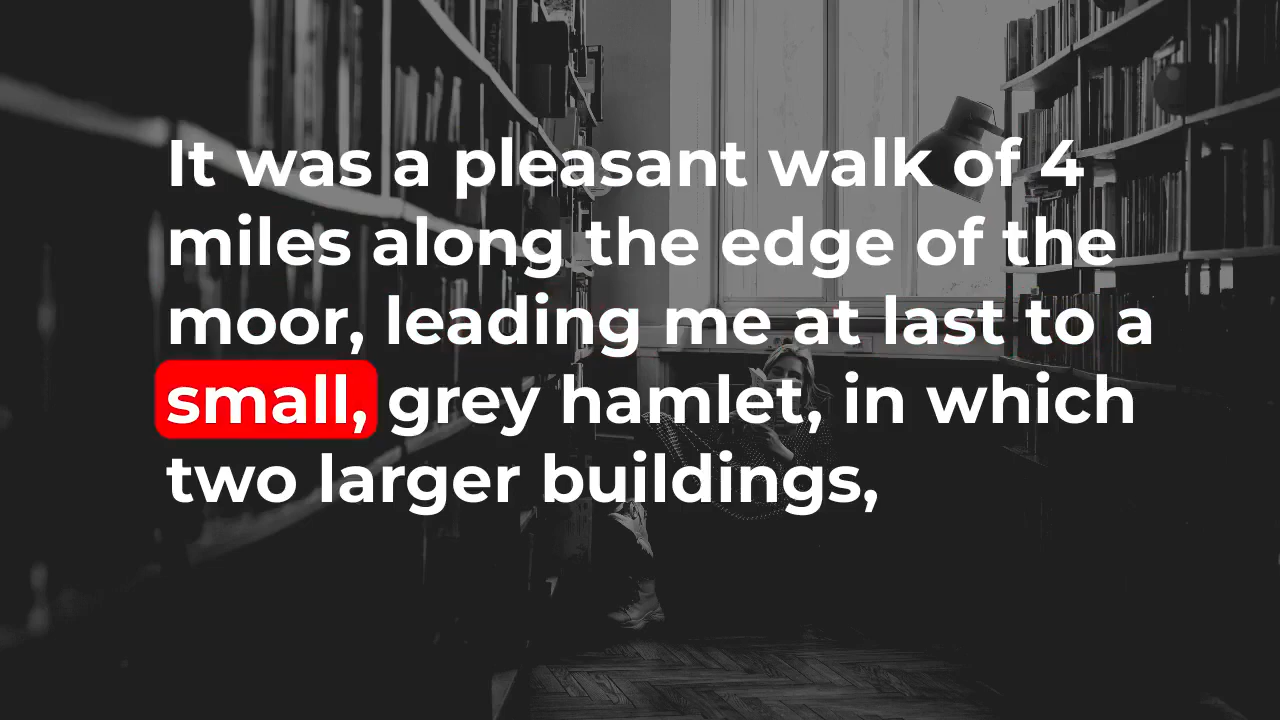 It was a pleasant walk of 4
miles along the edge of the
moor, leading me at last to a
small, grey hamlet, in which
two larger buildings,